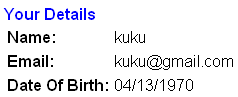 Your Details
Name: kuku
Email: kuku@gmail.com
Date Of Birth: 04/13/1970